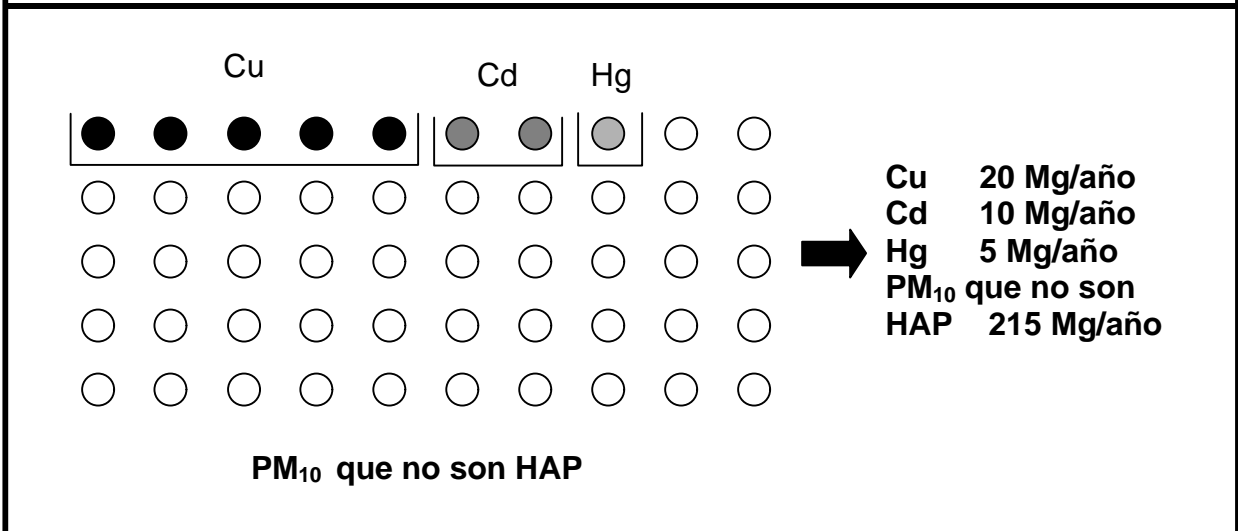 Cu Cd Hg
Cu 20 Mg/año
Cd 10 Mg/año
Hg 5 Mg/año
PM₁₀ que no son
HAP 215 Mg/año
PM₁₀ que no son HAP